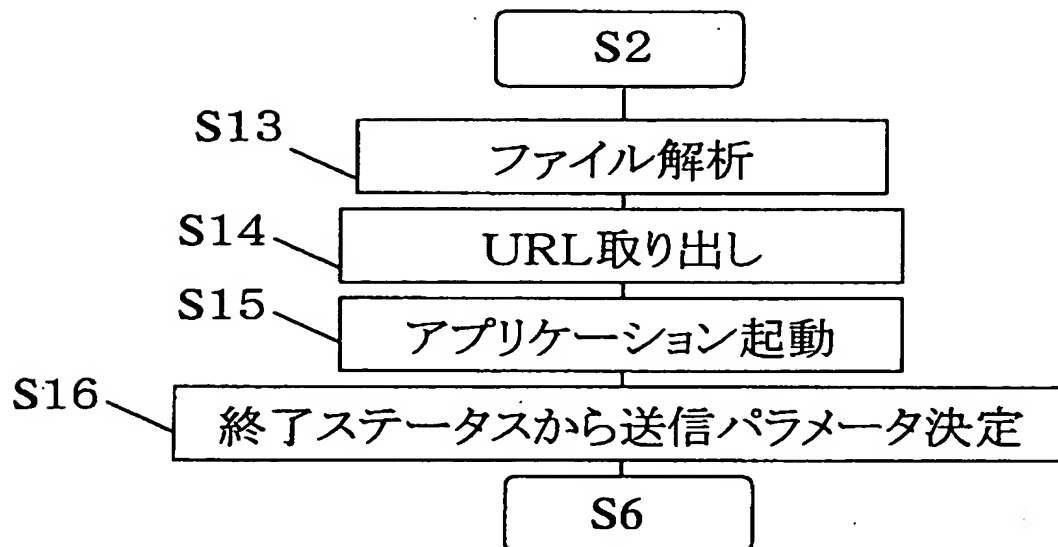 S2
S13
ファイル解析
S14
URL取り出し
S15
アプリケーション起動
S16
終了ステータスから送信パラメータ決定
S6